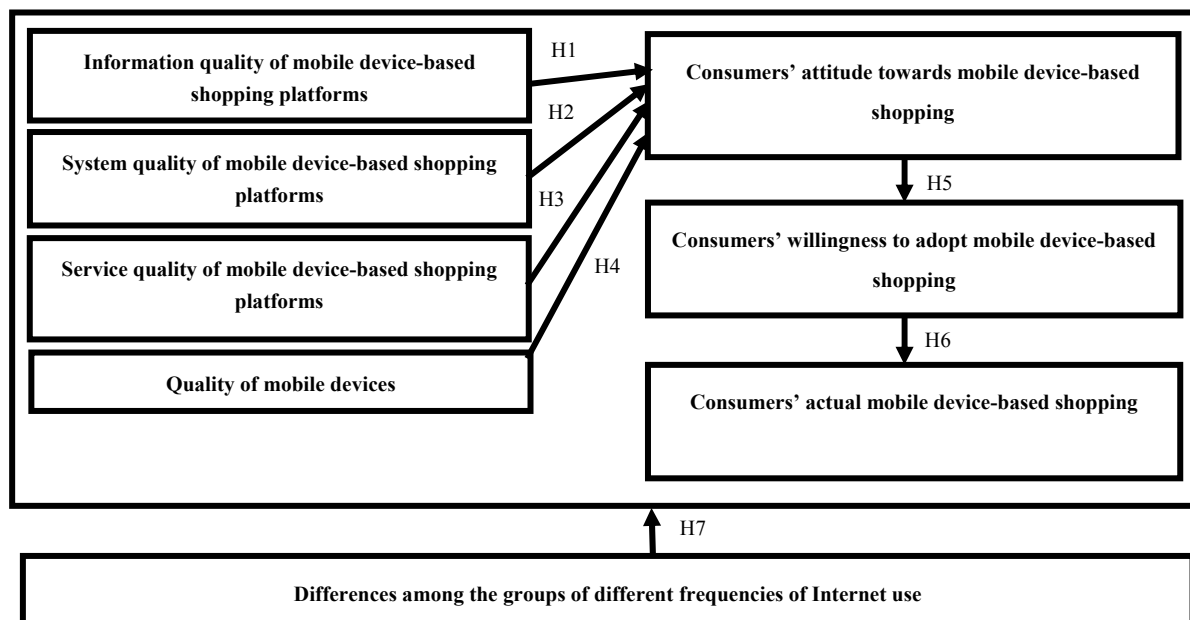 Information quality of mobile device-based
shopping platforms
H1
H2
System quality of mobile device-based shopping
platforms
H3
Service quality of mobile device-based shopping
platforms
H4
Quality of mobile devices
Consumers’ attitude towards mobile device-based
shopping
H5
Consumers’ willingness to adopt mobile device-based
shopping
H6
Consumers’ actual mobile device-based shopping
H7
Differences among the groups of different frequencies of Internet use